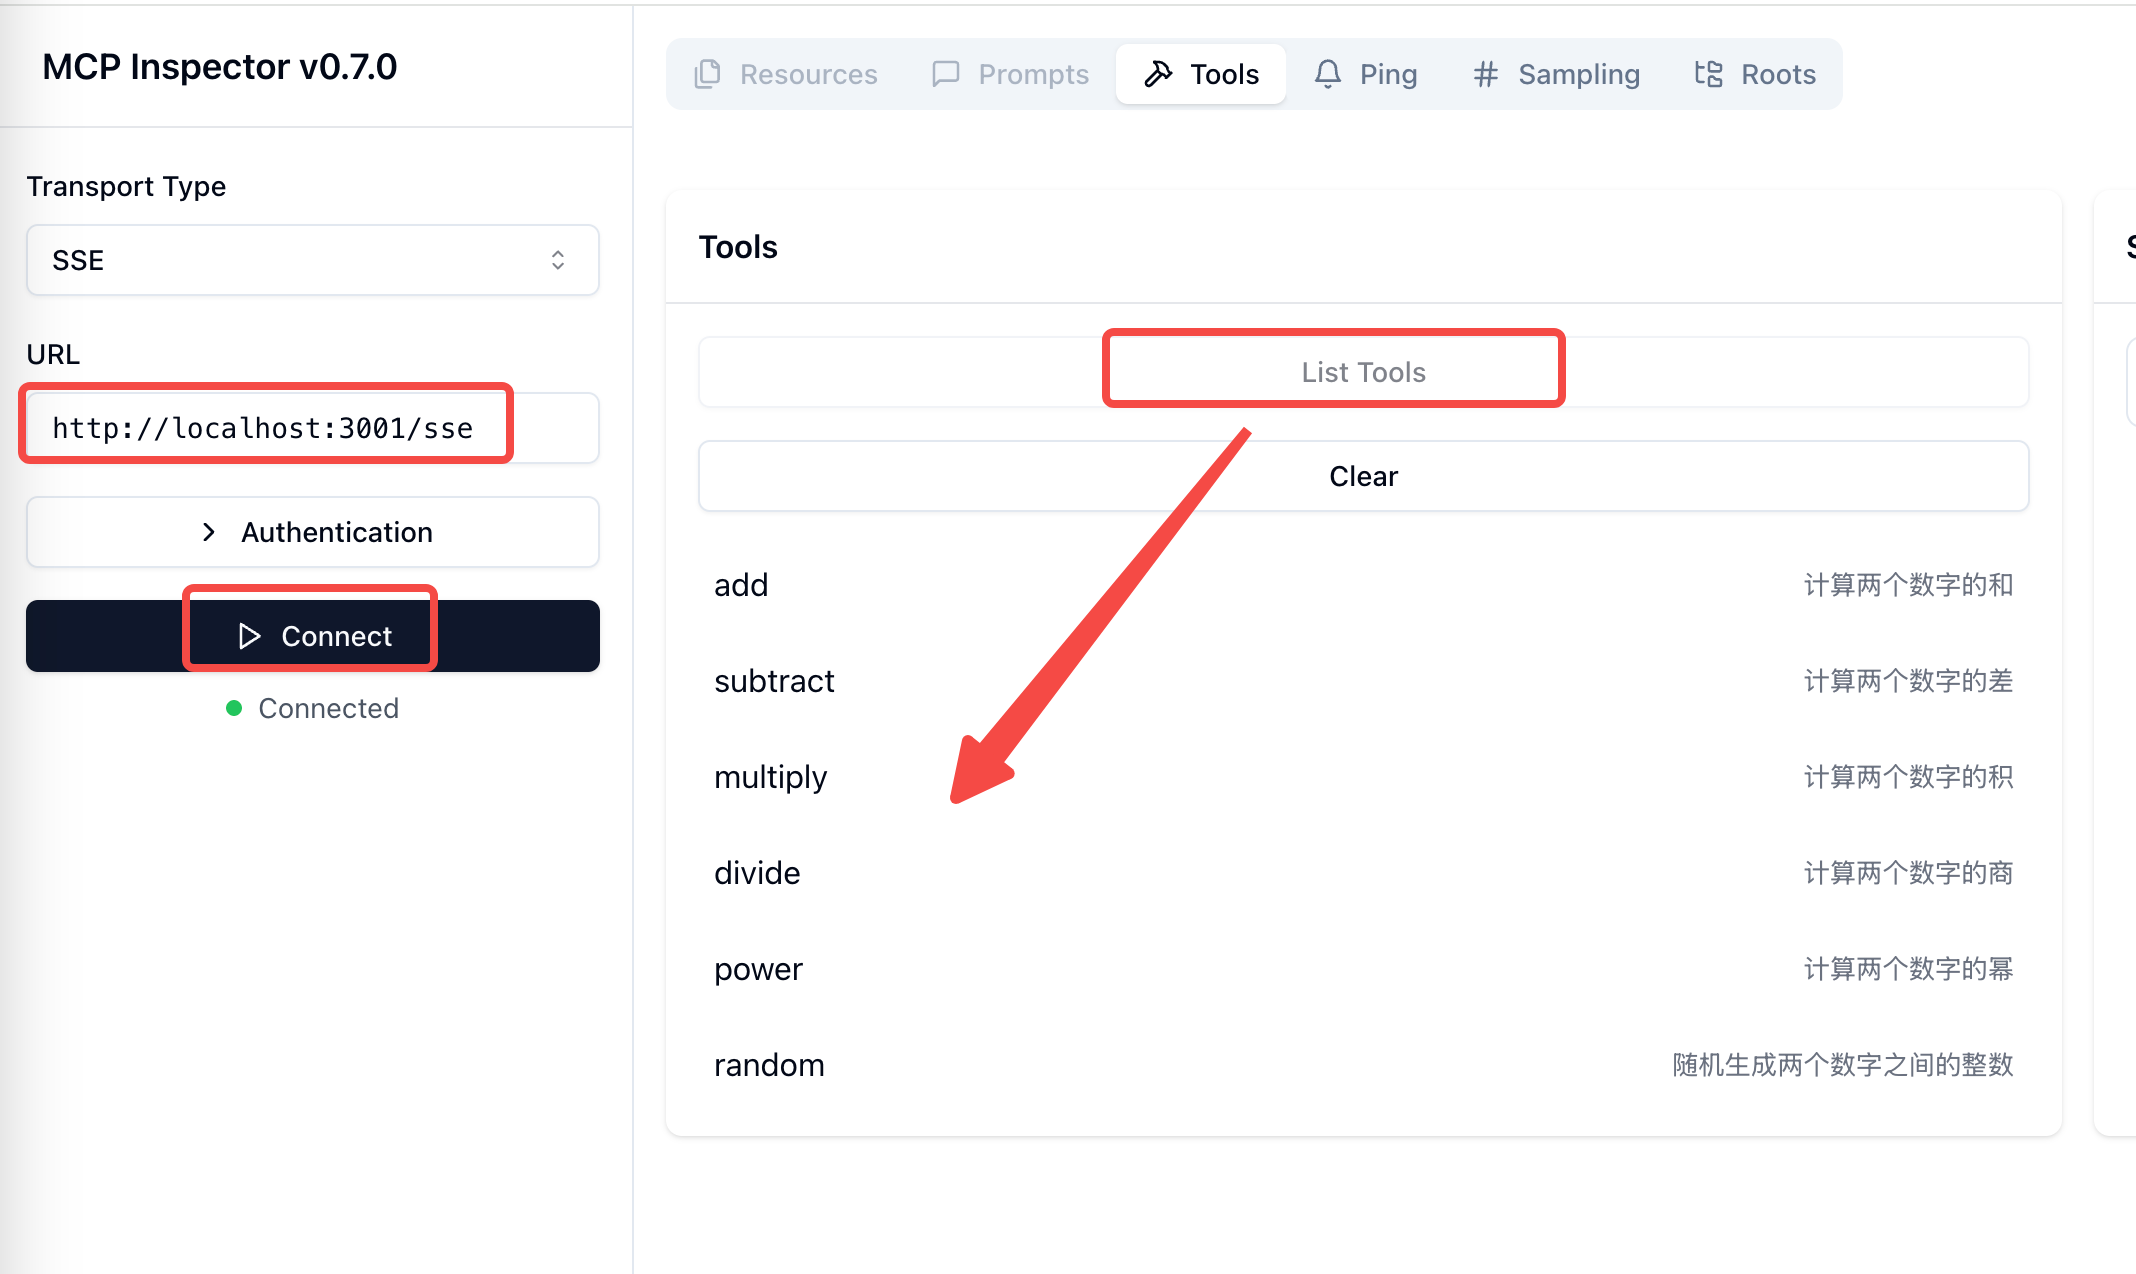 MCP Inspector v0.7.0
Transport Type
SSE
URL
http://localhost:3001/sse
Authentication
Connect
Connected
Resources
Prompts
Tools
Ping
Sampling
Roots
Tools
List Tools
Clear
add
计算两个数字的和
subtract
计算两个数字的差
multiply
计算两个数字的积
divide
计算两个数字的商
power
计算两个数字的幂
random
随机生成两个数字之间的整数